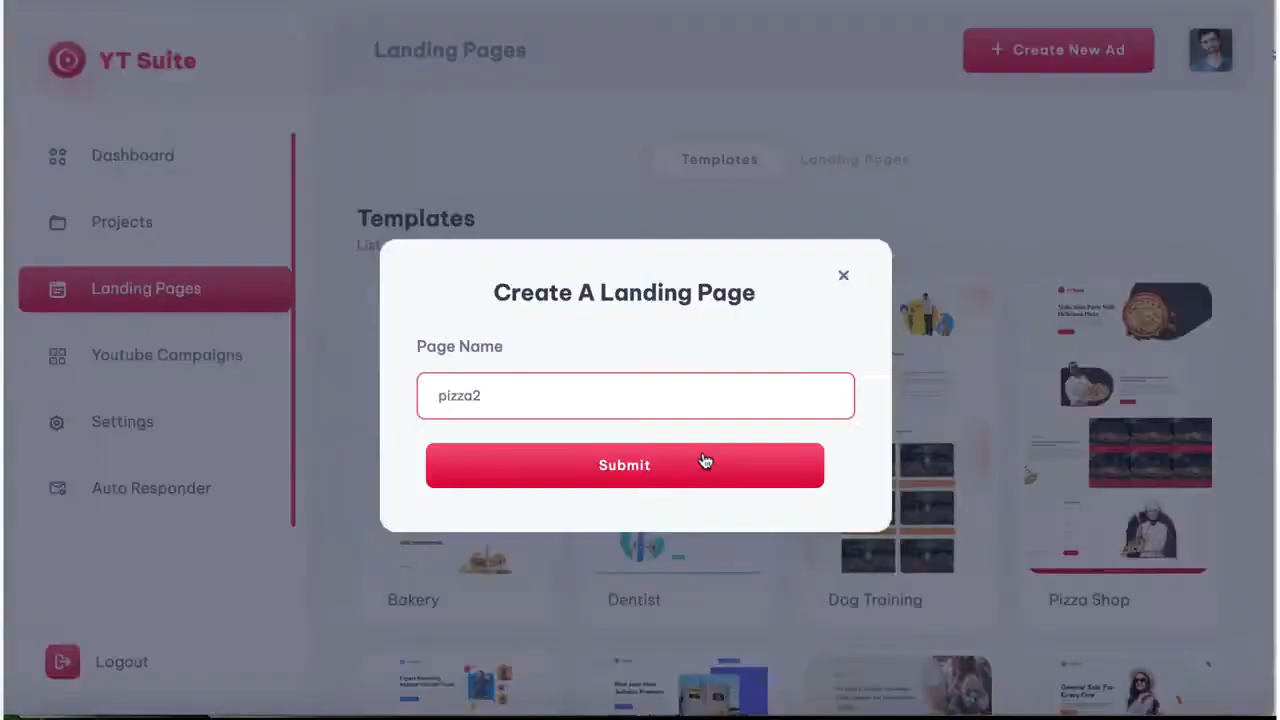 YT Suite
Landing Pages
+ Create New Ad
Dashboard
Projects
Landing Pages
Youtube Campaigns
Settings
Auto Responder
Logout
Templates
Landing Pages
Templates
List
Create A Landing Page
Page Name
pizza2
Submit
Bakery
Dentist
Dog Training
Pizza Shop